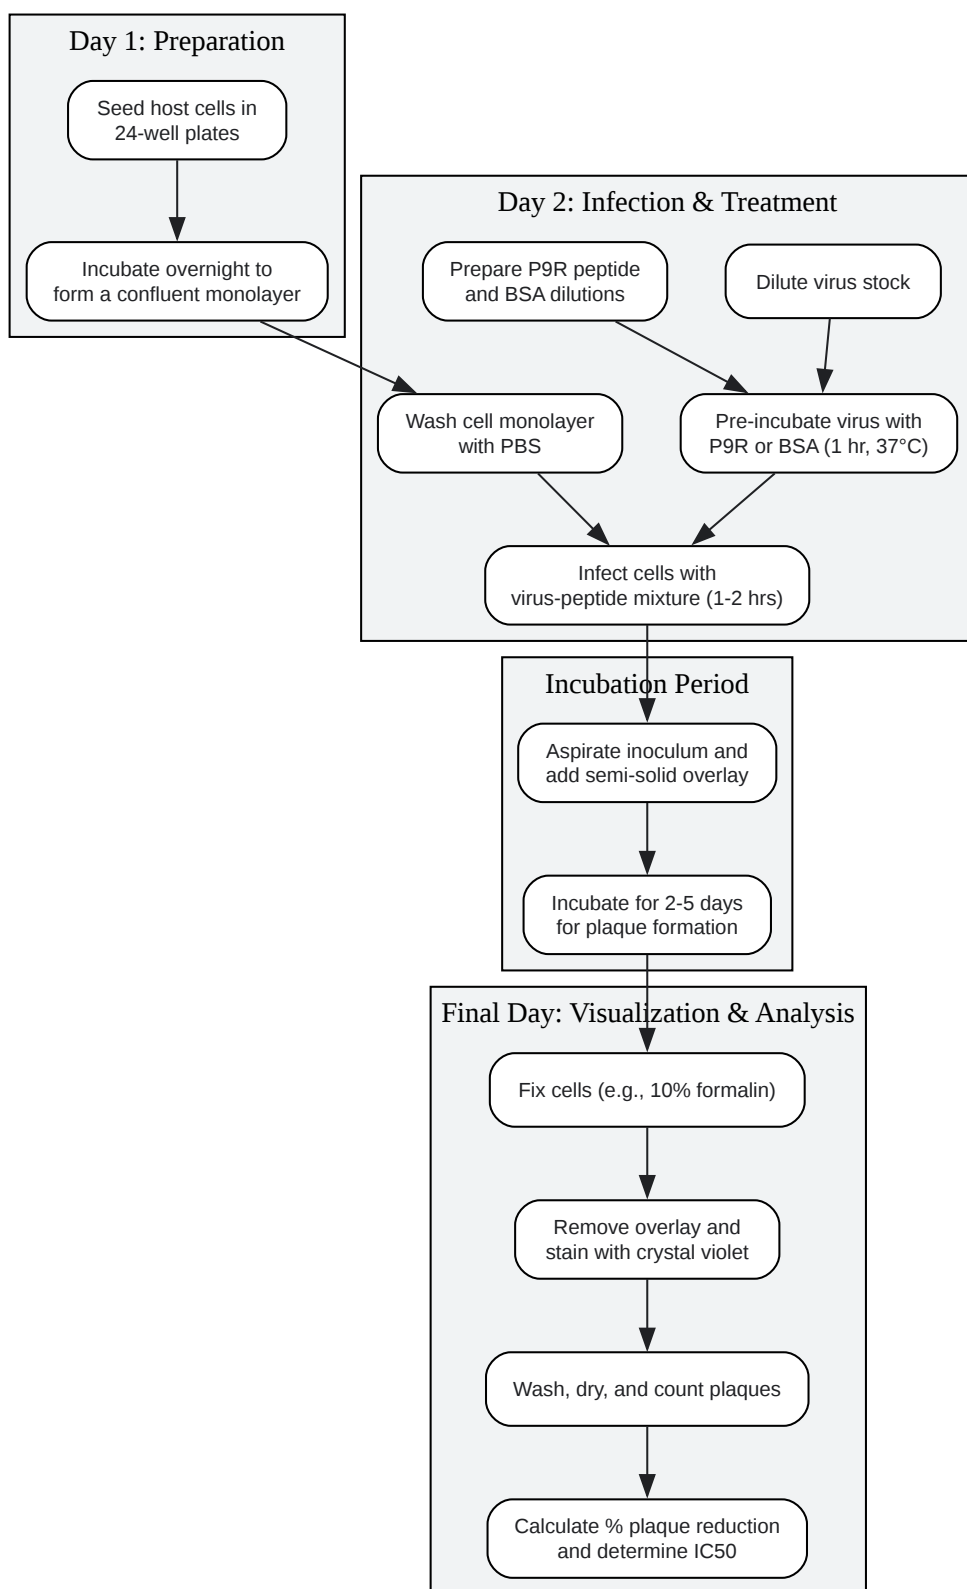 Day 1: Preparation
Seed host cells in
24-well plates
Incubate overnight to
form a confluent monolayer
Day 2: Infection & Treatment
Prepare P9R peptide
and BSA dilutions
Dilute virus stock
Wash cell monolayer
with PBS
Pre-incubate virus with
P9R or BSA (1 hr, 37°C)
Infect cells with
virus-peptide mixture (1-2 hrs)
Incubation Period
Aspirate inoculum and
add semi-solid overlay
Incubate for 2-5 days
for plaque formation
Final Day: Visualization & Analysis
Fix cells (e.g., 10% formalin)
Remove overlay and
stain with crystal violet
Wash, dry, and count plaques
Calculate % plaque reduction
and determine IC50